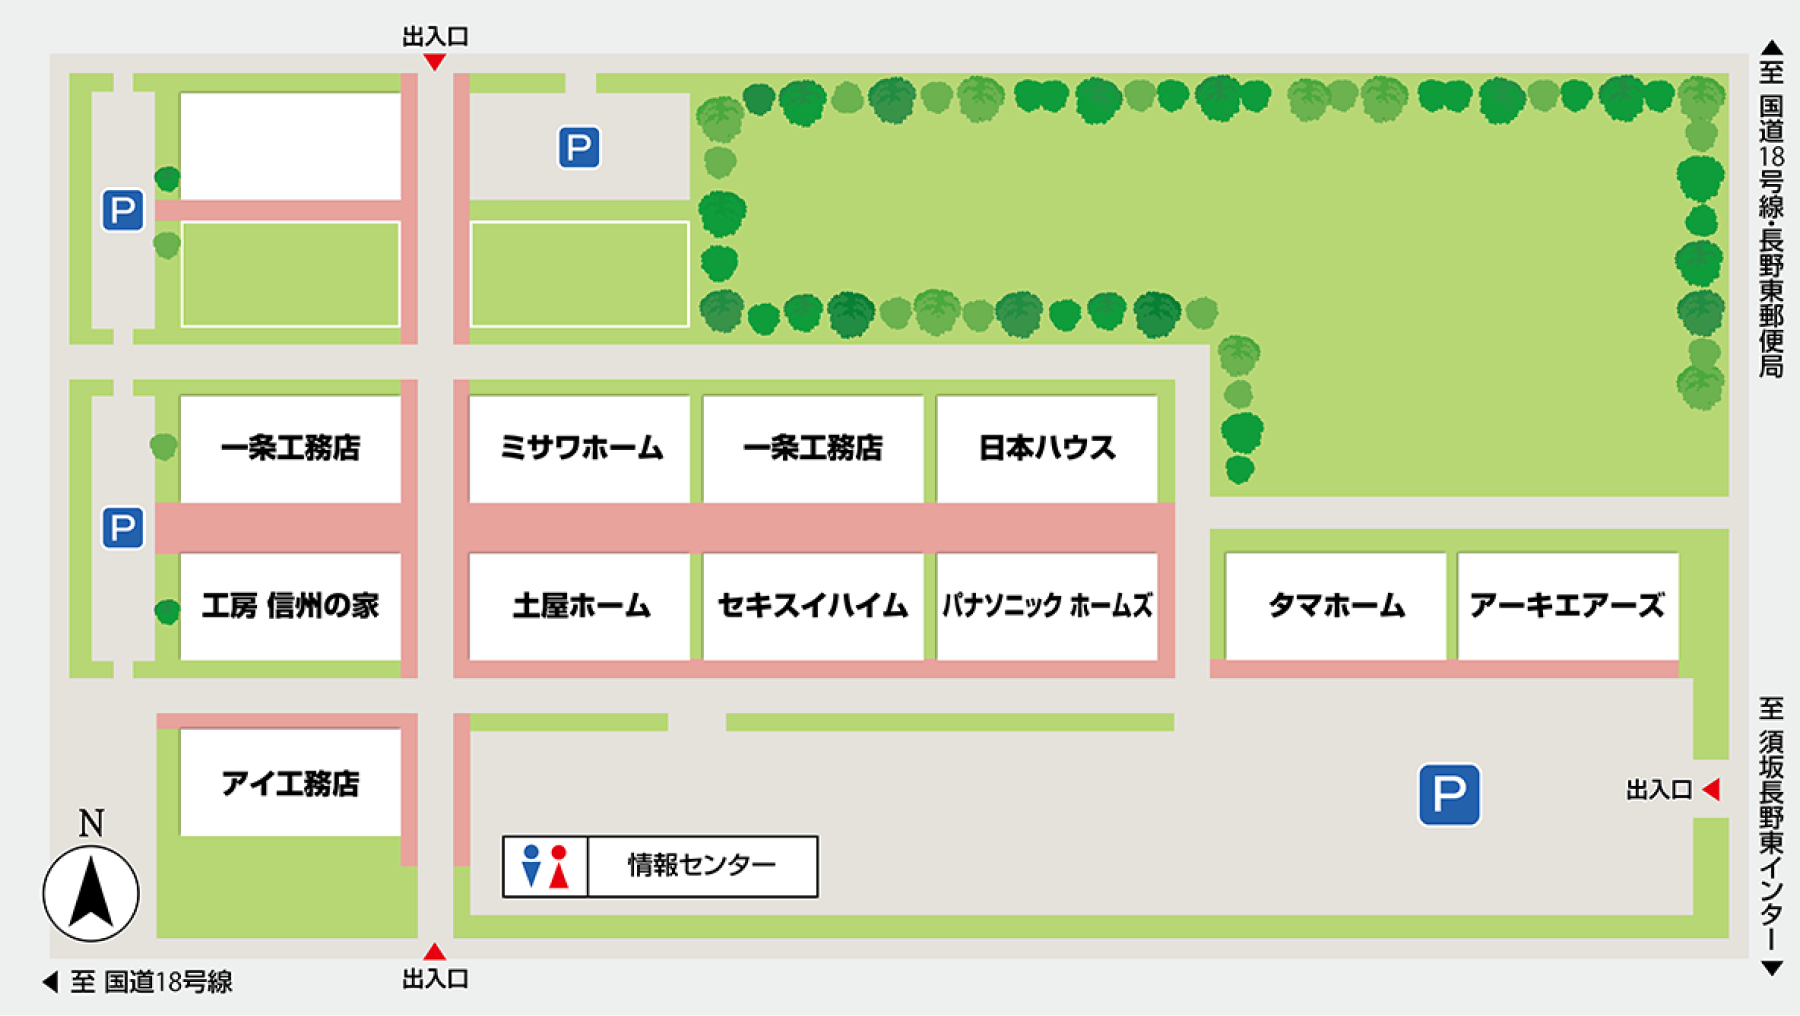 出入口
P
P
至 国道18号線・長野東郵便局
一条工務店
ミサワホーム
一条工務店
日本ハウス
P
工房 信州の家
土屋ホーム
セキスイハイム
パナソニック ホームズ
タマホーム
アーキエアーズ
アイ工務店
P
出入口
至 須坂長野東インター
N
情報センター
至 国道18号線
出入口